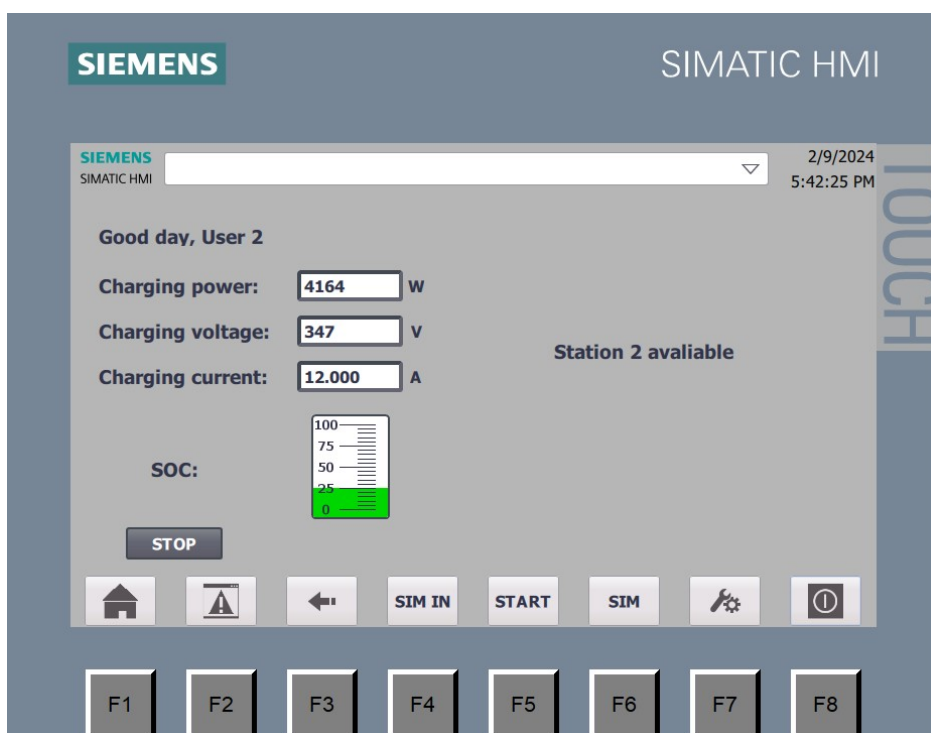 SIEMENS
SIMATIC HMI
SIEMENS
SIMATIC HMI
2/9/2024
5:42:25 PM
TOUCH
Good day, User 2
Charging power: 4164 W
Charging voltage: 347 V
Station 2 avaliable
Charging current: 12.000 A
100
75
SOC: 50
25
0
STOP
SIM IN START SIM
F1 F2 F3 F4 F5 F6 F7 F8